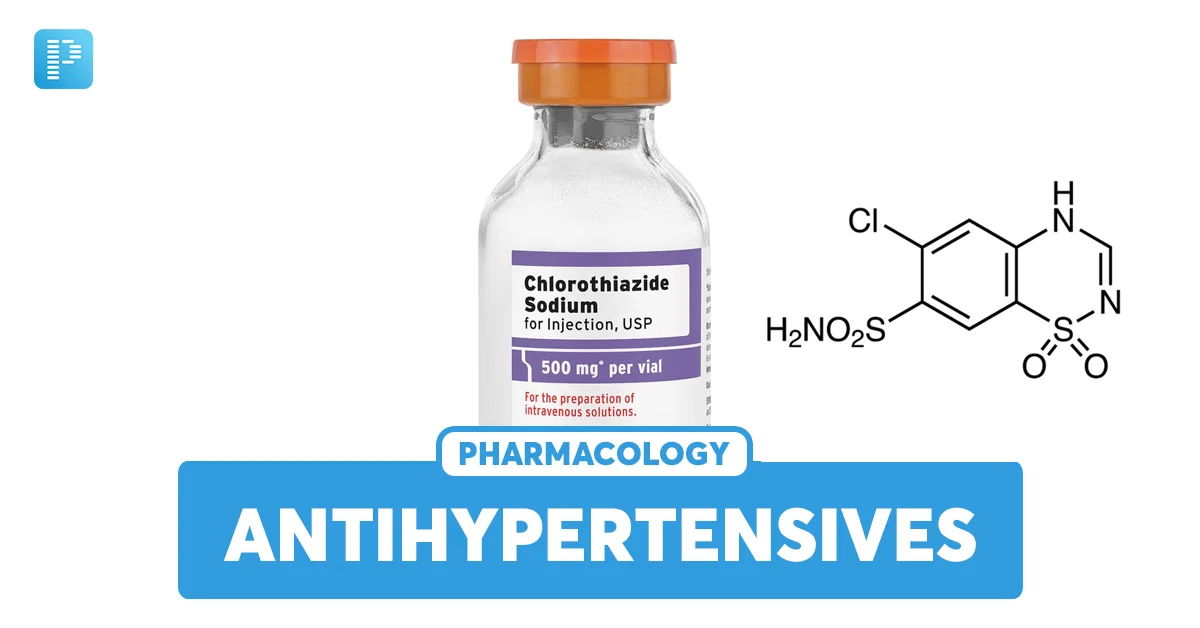 P
Chlorothiazide
Sodium
for Injection, USP
500 mg* per vial
For the preparation of
intravenous solutions.
H
N
Cl
N
H₂NO₂S
S
O O
PHARMACOLOGY
ANTIHYPERTENSIVES